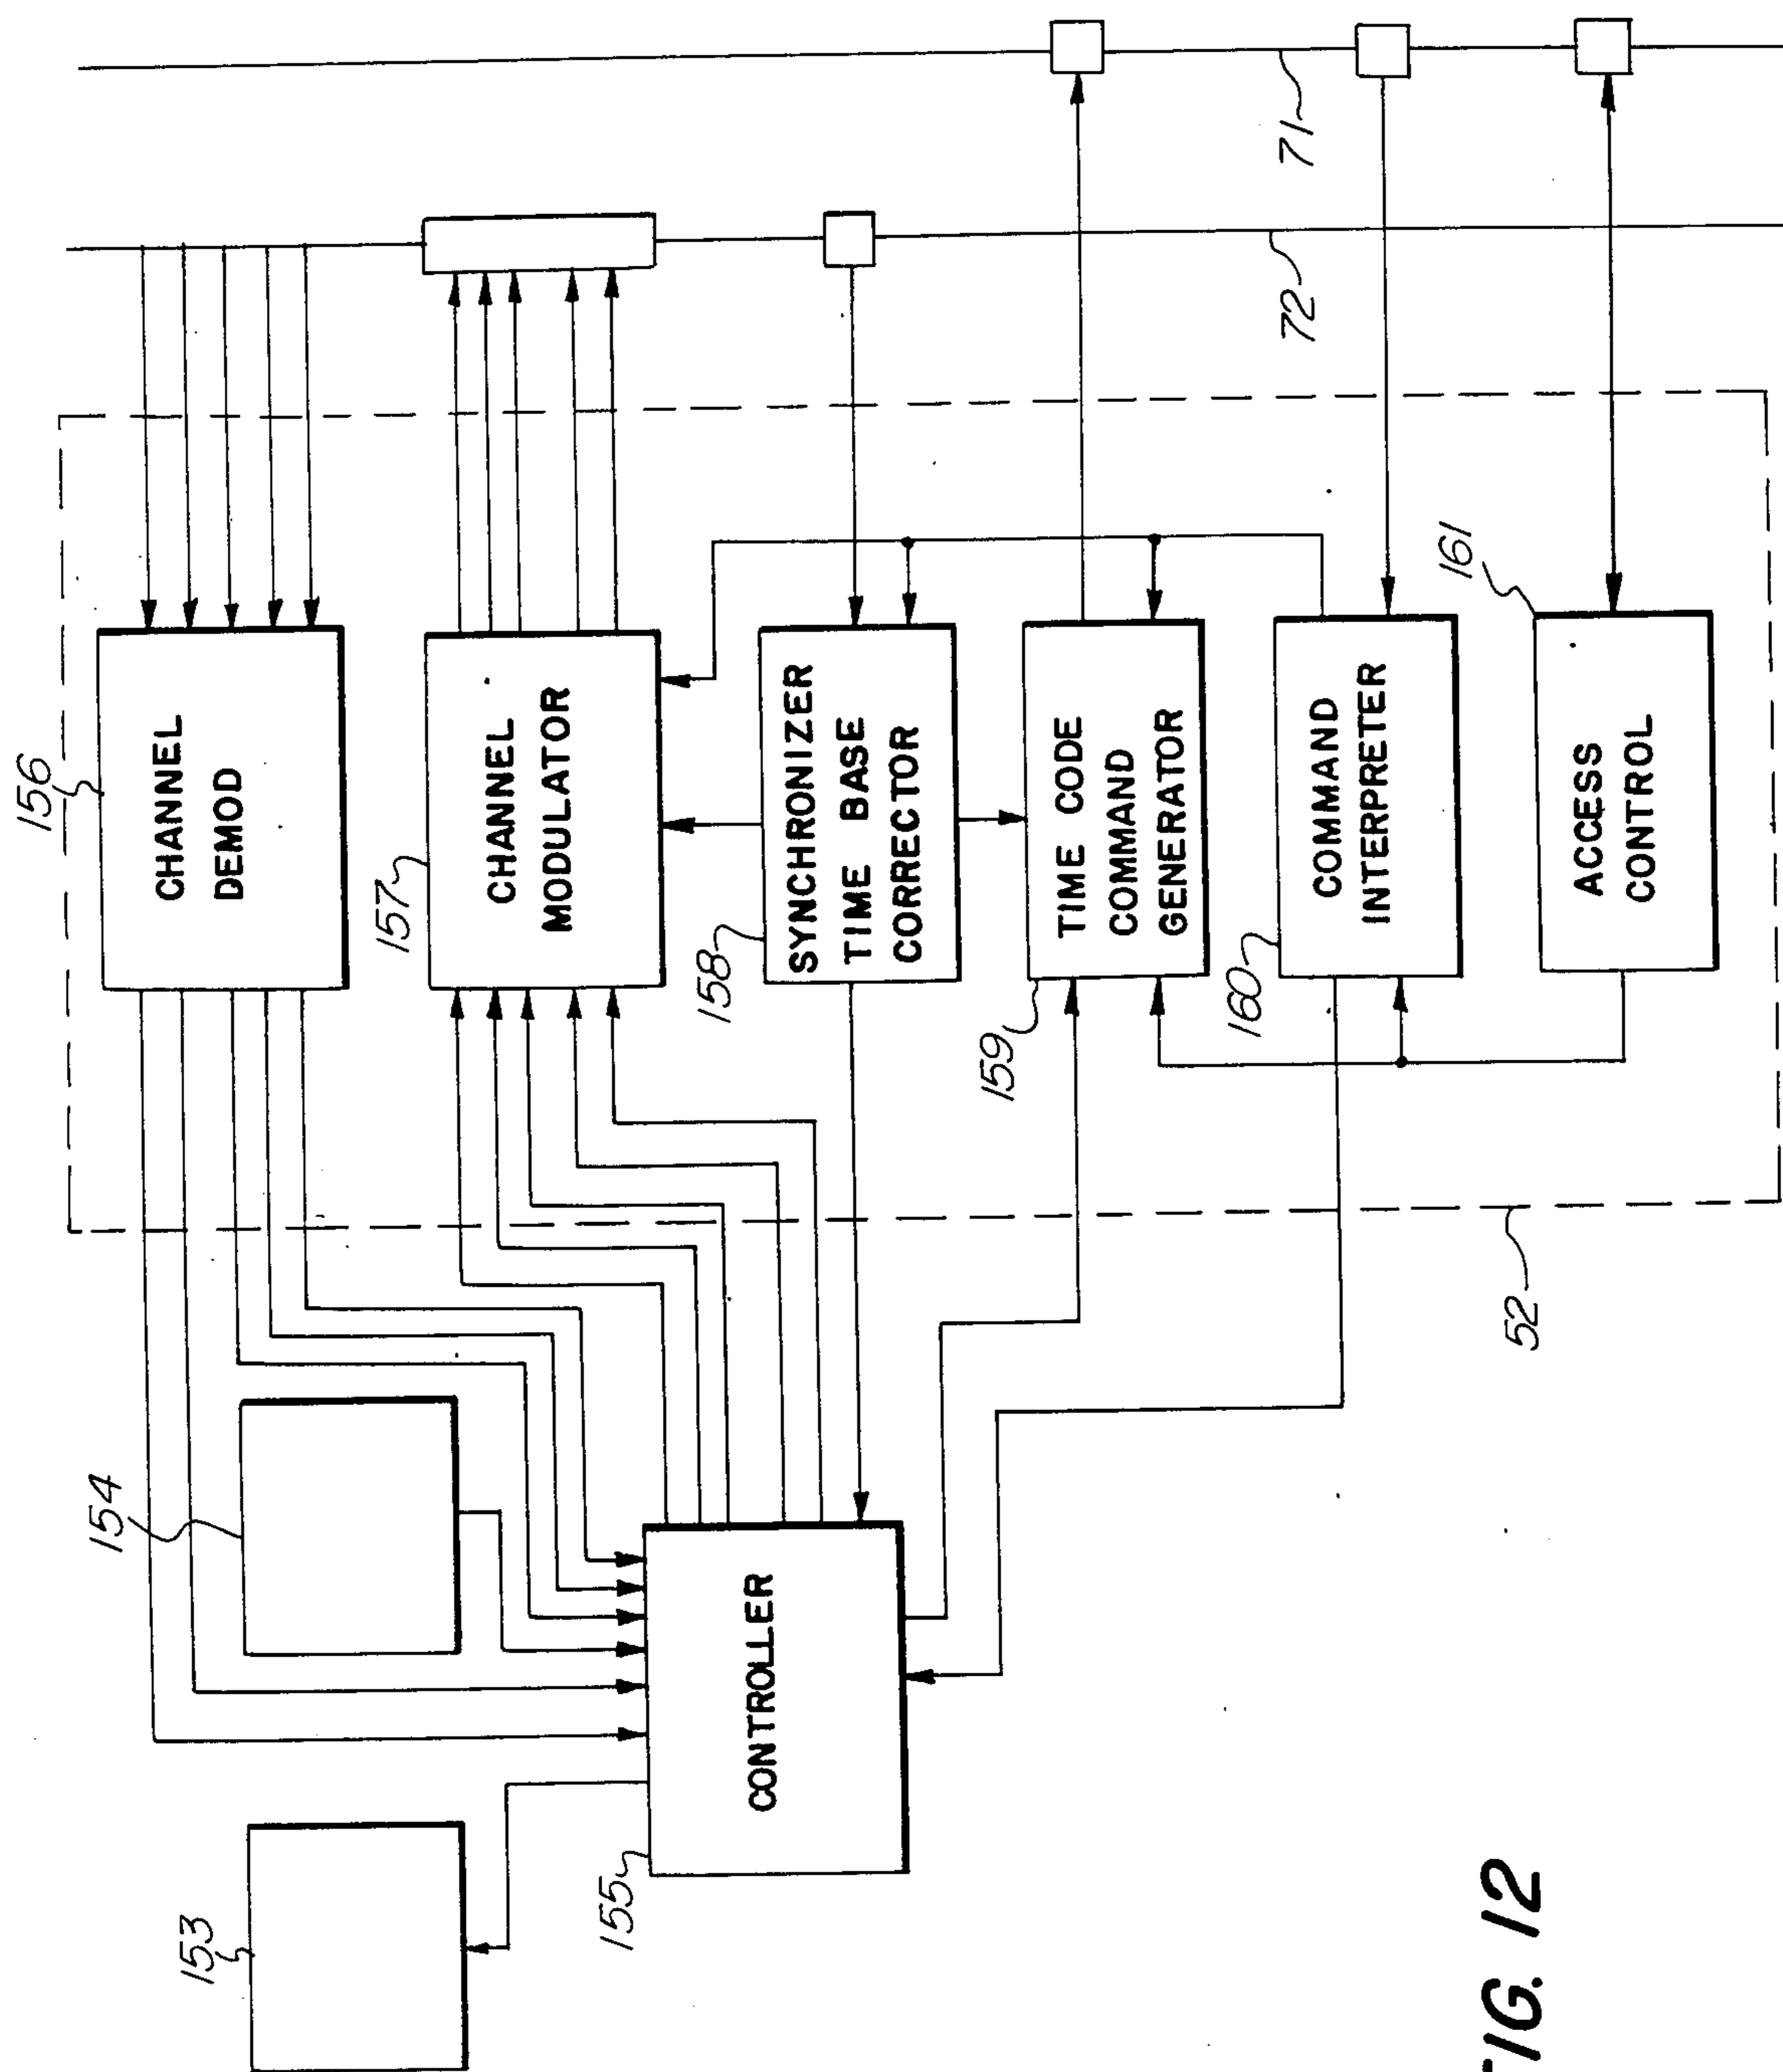 156
154
153
CHANNEL
DEMOD
157
CHANNEL
MODULATOR
155
CONTROLLER
158
SYNCHRONIZER
TIME BASE
CORRECTOR
159
TIME CODE
COMMAND
GENERATOR
160
COMMAND
INTERPRETER
72
71
161
ACCESS
CONTROL
52
FIG. 12